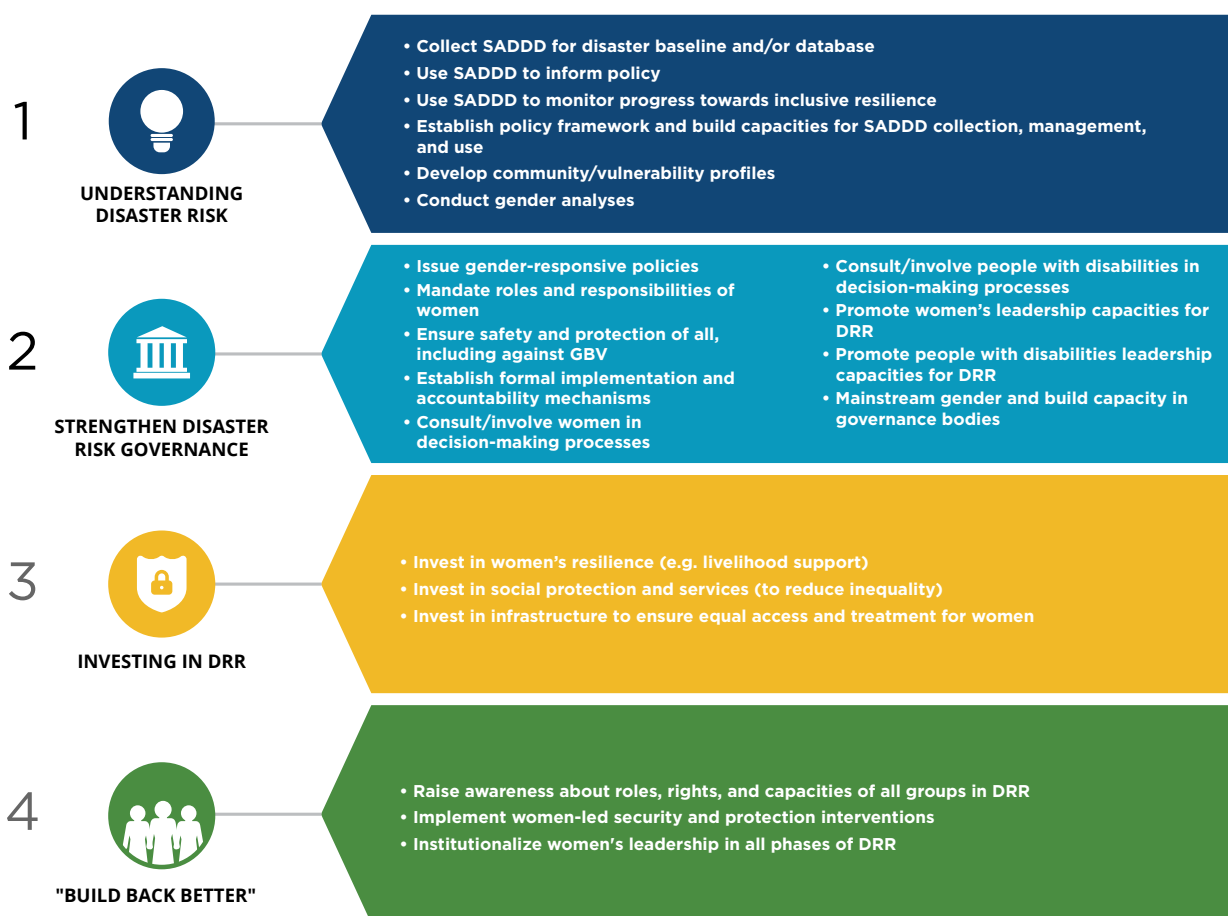 1
UNDERSTANDING
DISASTER RISK
• Collect SADDD for disaster baseline and/or database
• Use SADDD to inform policy
• Use SADDD to monitor progress towards inclusive resilience
• Establish policy framework and build capacities for SADDD collection, management,
and use
• Develop community/vulnerability profiles
• Conduct gender analyses
2
STRENGTHEN DISASTER
RISK GOVERNANCE
• Issue gender-responsive policies
• Mandate roles and responsibilities of
women
• Ensure safety and protection of all,
including against GBV
• Establish formal implementation and
accountability mechanisms
• Consult/involve women in
decision-making processes
• Consult/involve people with disabilities in
decision-making processes
• Promote women’s leadership capacities for
DRR
• Promote people with disabilities leadership
capacities for DRR
• Mainstream gender and build capacity in
governance bodies
3
INVESTING IN DRR
• Invest in women’s resilience (e.g. livelihood support)
• Invest in social protection and services (to reduce inequality)
• Invest in infrastructure to ensure equal access and treatment for women
4
"BUILD BACK BETTER"
• Raise awareness about roles, rights, and capacities of all groups in DRR
• Implement women-led security and protection interventions
• Institutionalize women's leadership in all phases of DRR